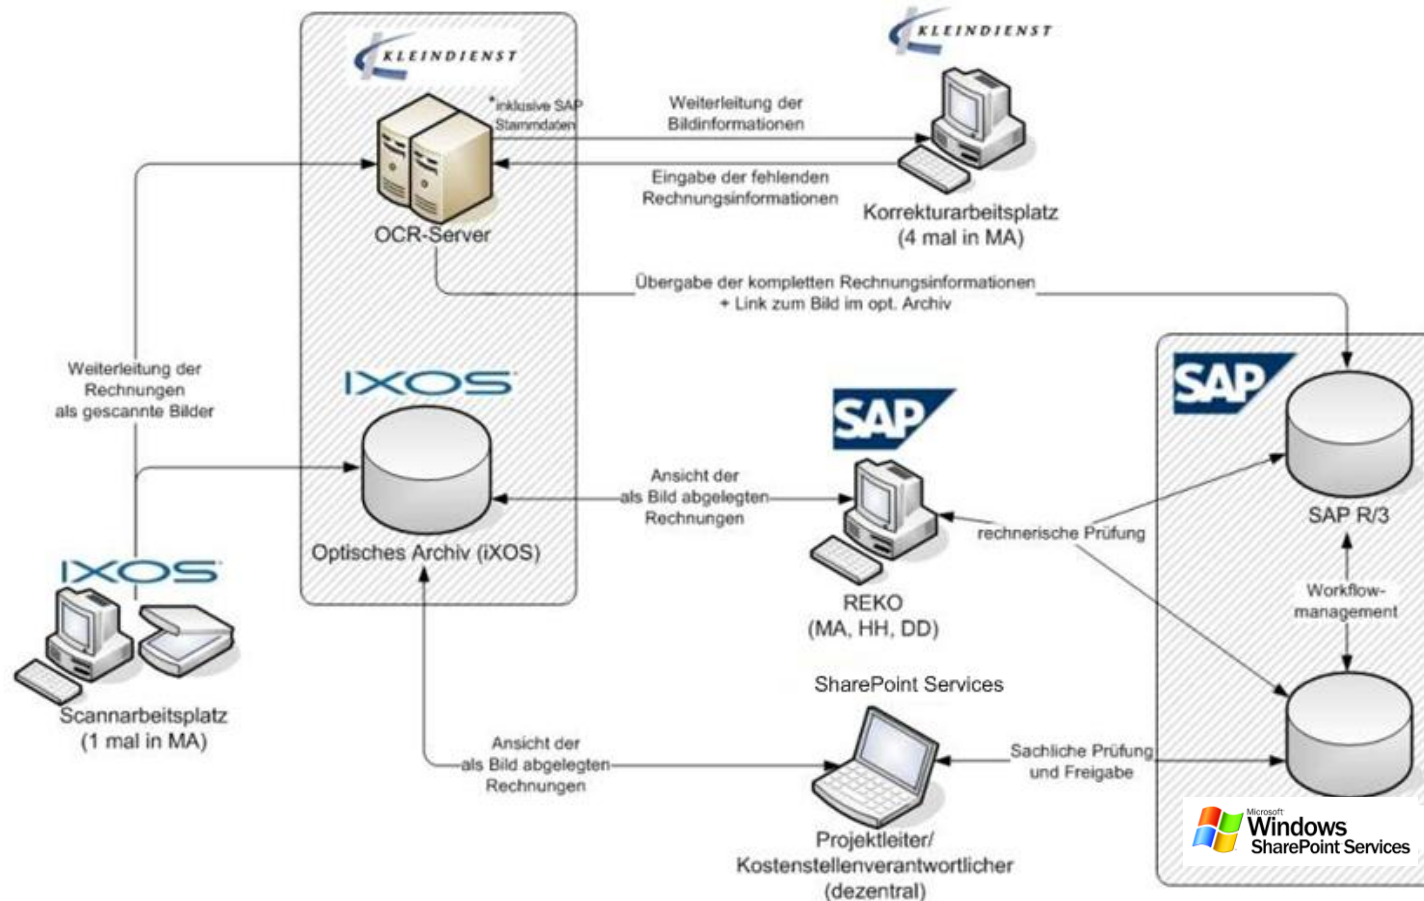 KLEINDIENST
*inklusive SAP
Stammdaten
OCR-Server
Weiterleitung der
Bildinformationen
Eingabe der fehlenden
Rechnungsinformationen
KLEINDIENST
Korrekturarbeitsplatz
(4 mal in MA)
Übergabe der kompletten Rechnungsinformationen
+ Link zum Bild im opt. Archiv
Weiterleitung der
Rechnungen
als gescannte Bilder
IXOS
Optisches Archiv (iXOS)
Ansicht der
als Bild abgelegten
Rechnungen
SAP
REKO
(MA, HH, DD)
rechnerische Prüfung
SAP
SAP R/3
Workflow-
management
IXOS
Scannarbeitsplatz
(1 mal in MA)
Ansicht der
als Bild abgelegten
Rechnungen
SharePoint Services
Projektleiter/
Kostenstellenverantwortlicher
(dezentral)
Sachliche Prüfung
und Freigabe
Microsoft
Windows
SharePoint Services